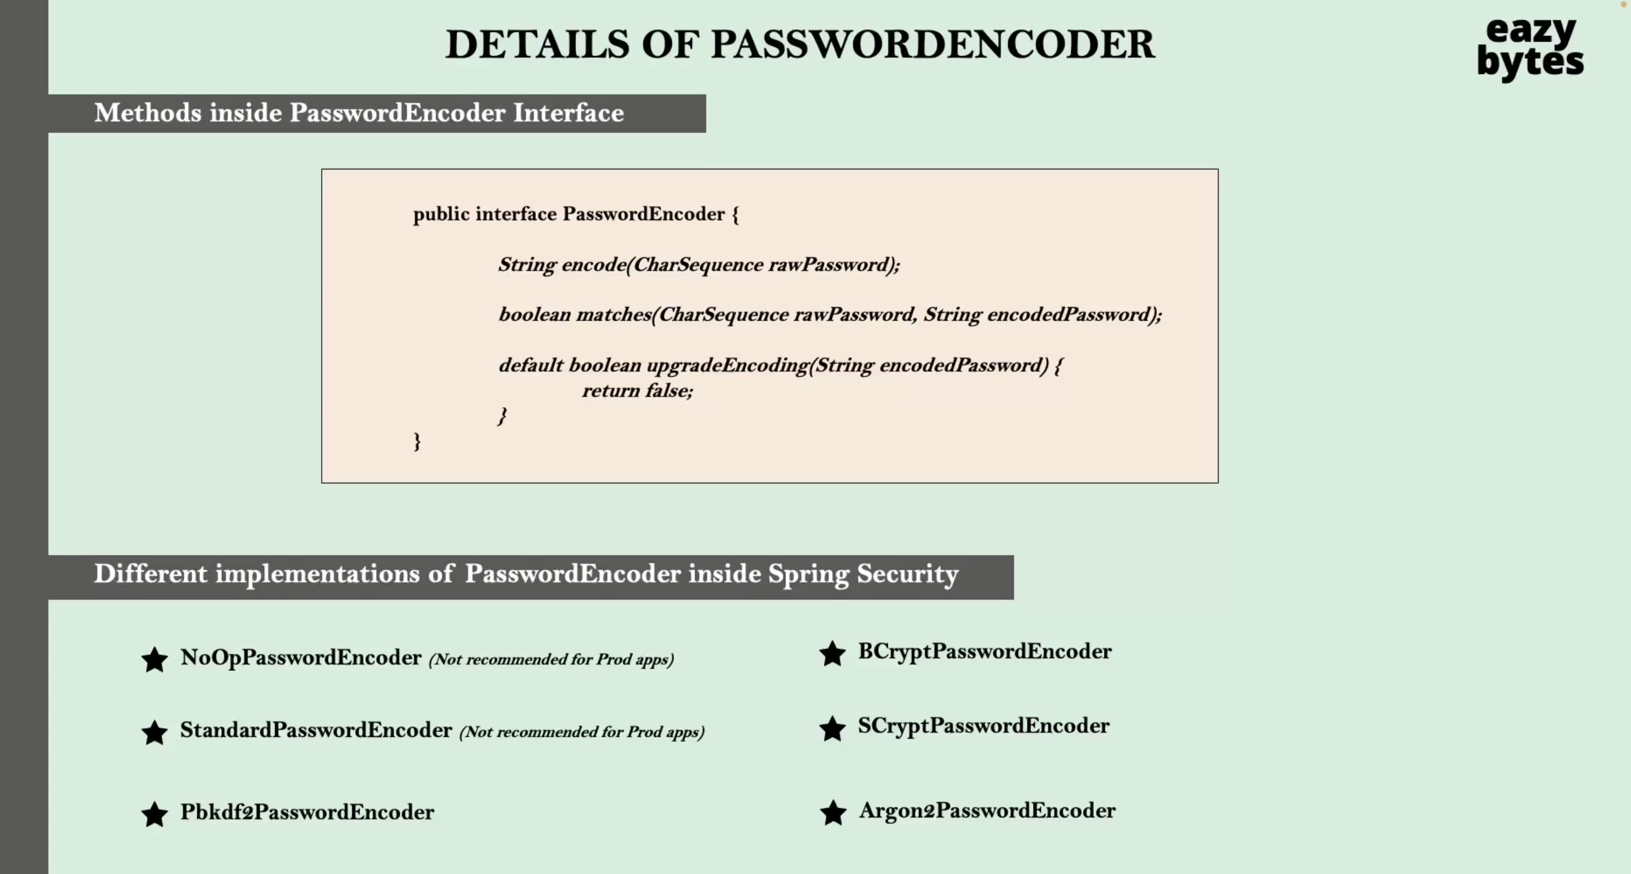 DETAILS OF PASSWORDENCODER
eazy
bytes
Methods inside PasswordEncoder Interface
public interface PasswordEncoder {
String encode(CharSequence rawPassword);
boolean matches(CharSequence rawPassword, String encodedPassword);
default boolean upgradeEncoding(String encodedPassword) {
return false;
}
}
Different implementations of PasswordEncoder inside Spring Security
NoOpPasswordEncoder (Not recommended for Prod apps)
StandardPasswordEncoder (Not recommended for Prod apps)
Pbkdf2PasswordEncoder
BCryptPasswordEncoder
SCryptPasswordEncoder
Argon2PasswordEncoder